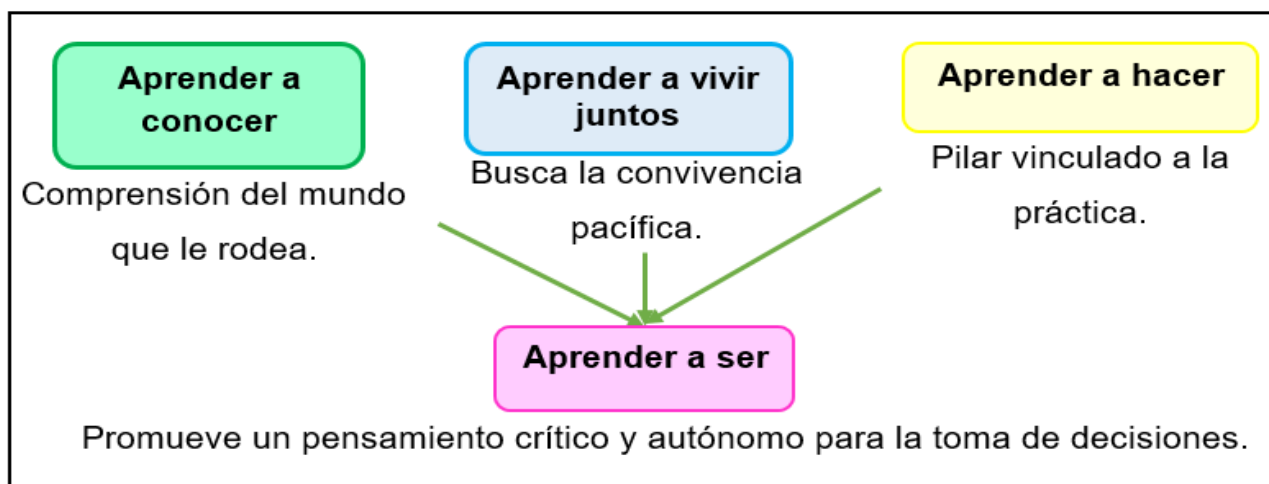 Aprender a
conocer
Comprensión del mundo
que le rodea.
Aprender a vivir
juntos
Busca la convivencia
pacífica.
Aprender a hacer
Pilar vinculado a la
práctica.
Aprender a ser
Promueve un pensamiento crítico y autónomo para la toma de decisiones.